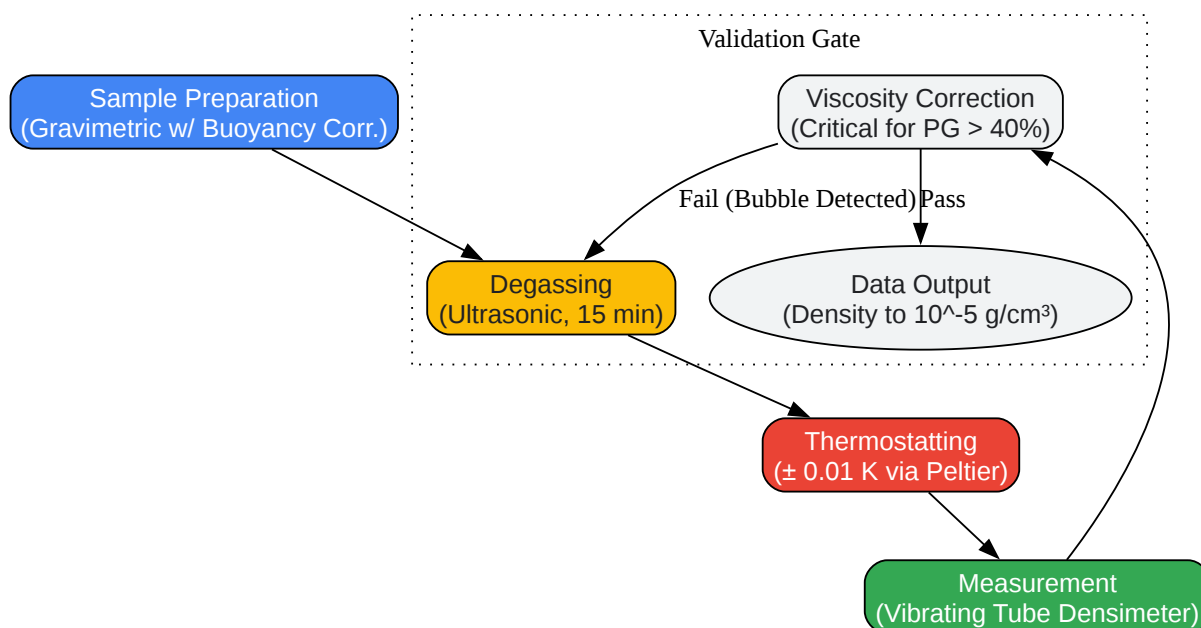 Validation Gate
Sample Preparation
(Gravimetric w/ Buoyancy Corr.)
Viscosity Correction
(Critical for PG > 40%)
Fail (Bubble Detected)
Pass
Degassing
(Ultrasonic, 15 min)
Data Output
(Density to 10^-5 g/cm³)
Thermostatting
(± 0.01 K via Peltier)
Measurement
(Vibrating Tube Densimeter)